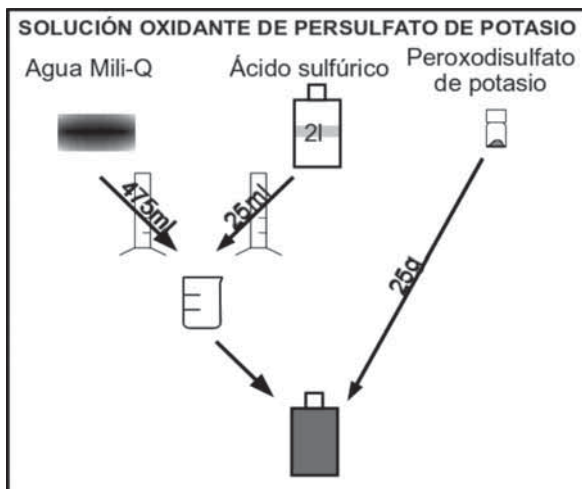 SOLUCIÓN OXIDANTE DE PERSULFATO DE POTASIO
Agua Mili-Q
Ácido sulfúrico
Peroxodisulfato
de potasio
2l
475ml
25ml
25g